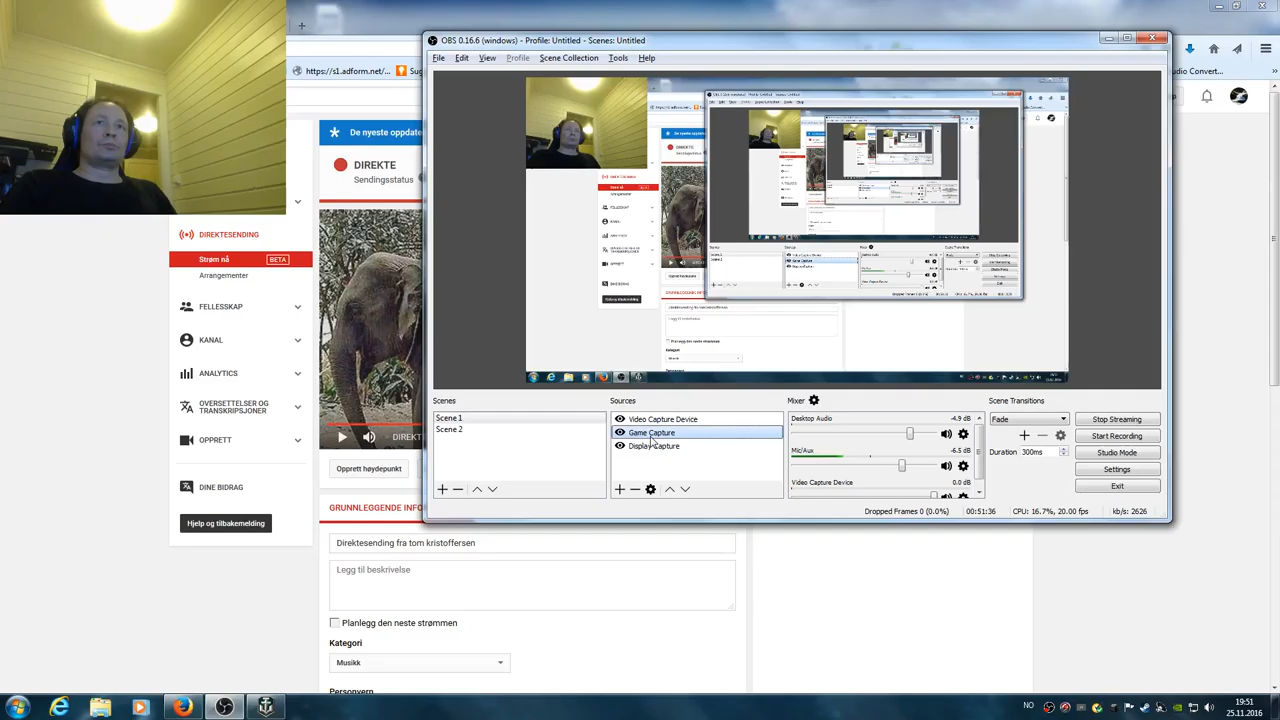 OBS 0.16.6 (windows) - Profile: Untitled - Scenes: Untitled
File Edit View Profile Scene Collection Tools Help
https://s1.adform.net/...
Sug
udio Convert...
De nyeste oppdate
DIREKTE
Sendingsstatus
DIREKTESENDING
Strøm nå BETA
Arrangementer
FELLESSKAP
KANAL
ANALYTICS
OVERSETTELSER OG
TRANSKRIPSJONER
OPPRETT
DINE BIDRAG
Hjelp og tilbakemelding
DIREKT
Opprett høydepunkt
GRUNNLEGGENDE INFO
Direktesending fra tom kristoffersen
Legg til beskrivelse
Planlegg den neste strømmen
Kategori
Musikk
Personvern
Scenes
Scene 1
Scene 2
Sources
Video Capture Device
Game Capture
Display Capture
Mixer
Desktop Audio -4.9 dB
Mic/Aux -6.5 dB
Video Capture Device 0.0 dB
Scene Transitions
Fade
Duration 300ms
Stop Streaming
Start Recording
Studio Mode
Settings
Exit
Dropped Frames 0 (0.0%) 00:51:36 CPU: 16.7%, 20.00 fps kb/s: 2626
NO
19:51
25.11.2016